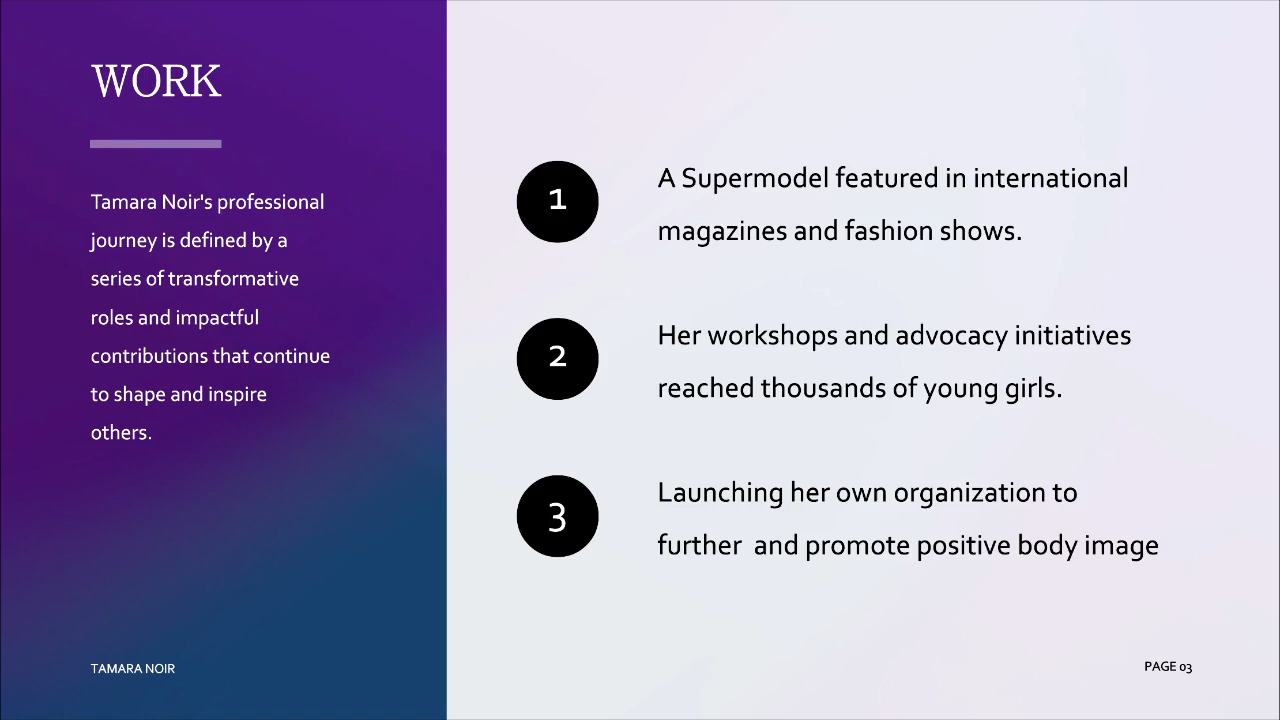 WORK
Tamara Noir's professional
journey is defined by a
series of transformative
roles and impactful
contributions that continue
to shape and inspire
others.
1
A Supermodel featured in international
magazines and fashion shows.
2
Her workshops and advocacy initiatives
reached thousands of young girls.
3
Launching her own organization to
further  and promote positive body image
TAMARA NOIR
PAGE 03